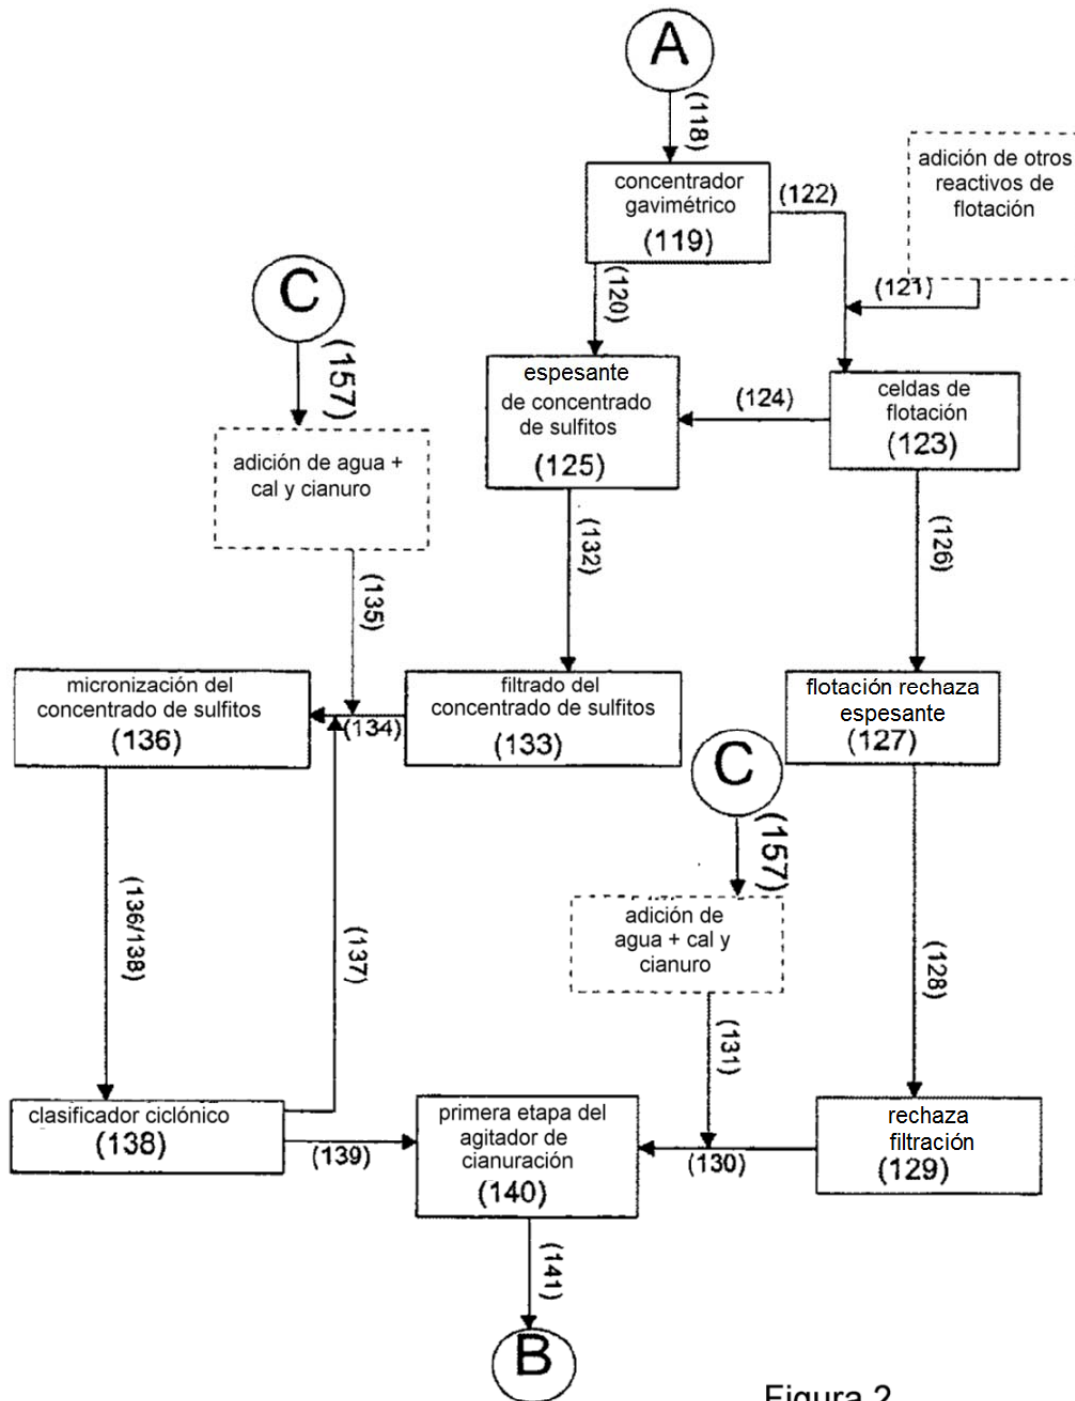 A
(118)
concentrador
gavimétrico
(119)
(122)
adición de otros
reactivos de
flotación
(121)
(120)
C
(157)
espesante
de concentrado
de sulfitos
(125)
(124)
celdas de
flotación
(123)
adición de agua +
cal y cianuro
(135)
(132)
(126)
micronización del
concentrado de sulfitos
(136)
(134)
filtrado del
concentrado de sulfitos
(133)
flotación rechaza
espesante
(127)
C
(157)
(136/138)
(137)
adición de
agua + cal y
cianuro
(131)
(128)
clasificador ciclónico
(138)
(139)
primera etapa del
agitador de
cianuración
(140)
(130)
rechaza
filtración
(129)
(141)
B
Figura 2